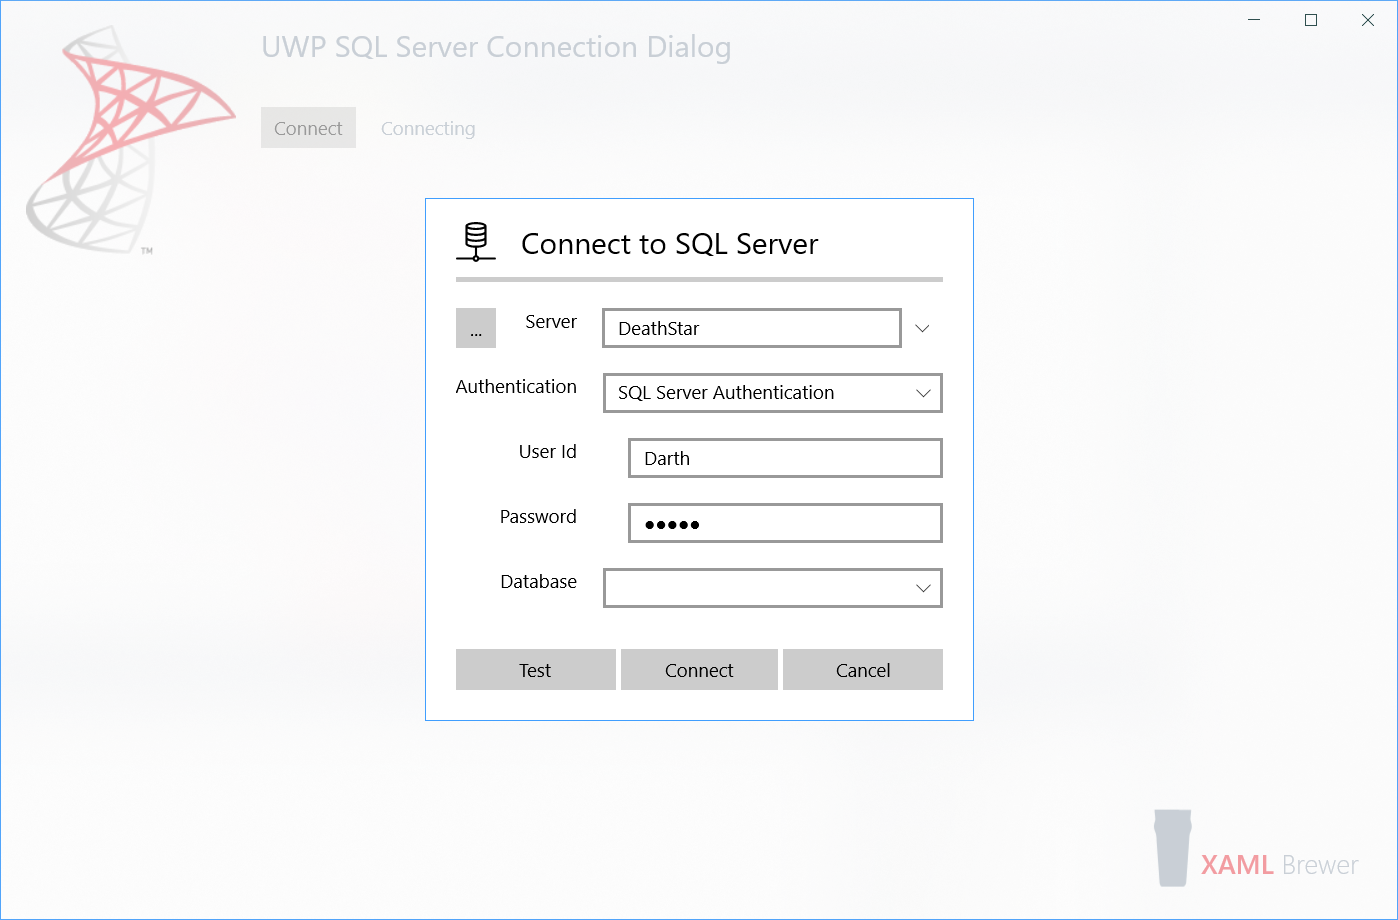 UWP SQL Server Connection Dialog
Connect Connecting
TM
Connect to SQL Server
... Server DeathStar
Authentication SQL Server Authentication
User Id Darth
Password ●●●●●
Database
Test Connect Cancel
XAML Brewer